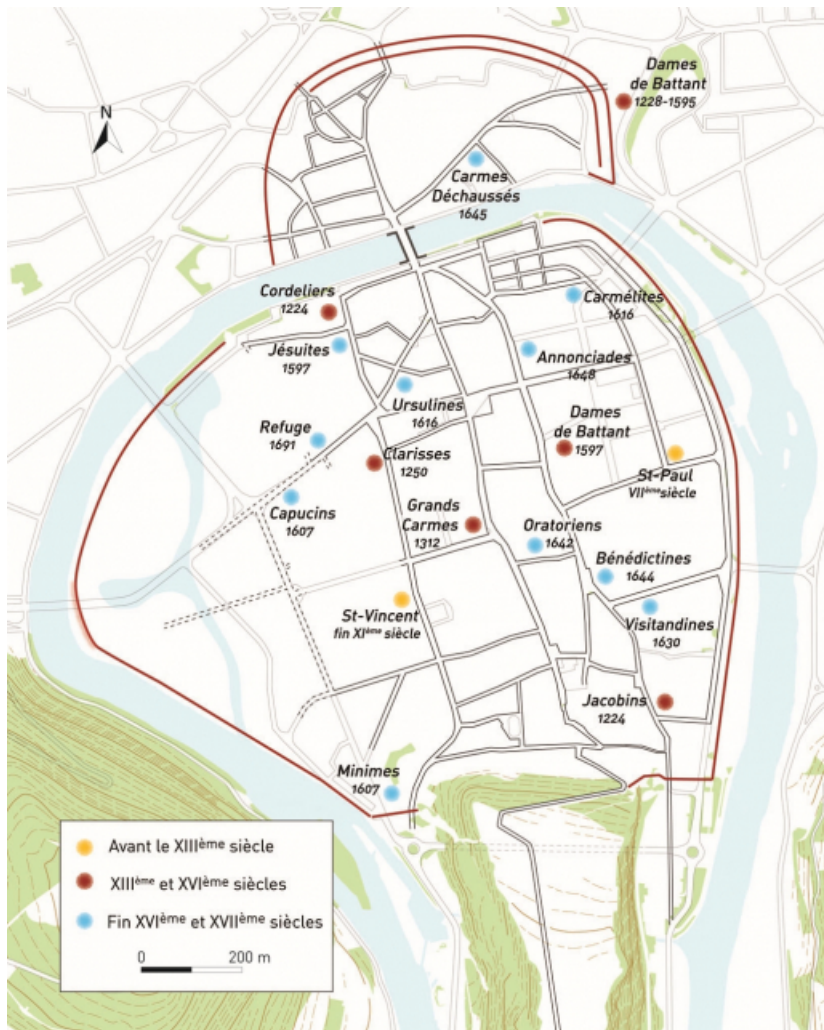 N
Dames
de Battant
1228-1595
Carmes
Déchaussés
1645
Cordeliers
1224
Carmélites
1616
Jésuites
1597
Annonciades
1648
Ursulines
1616
Dames
de Battant
1597
Refuge
1691
Clarisses
1250
St-Paul
VIIème siècle
Capucins
1607
Grands
Carmes
1312
Oratoriens
1642
Bénédictines
1644
St-Vincent
fin XIème siècle
Visitandines
1630
Jacobins
1224
Minimes
1607
Avant le XIIIème siècle
XIIIème et XVIème siècles
Fin XVIème et XVIIème siècles
0 200 m